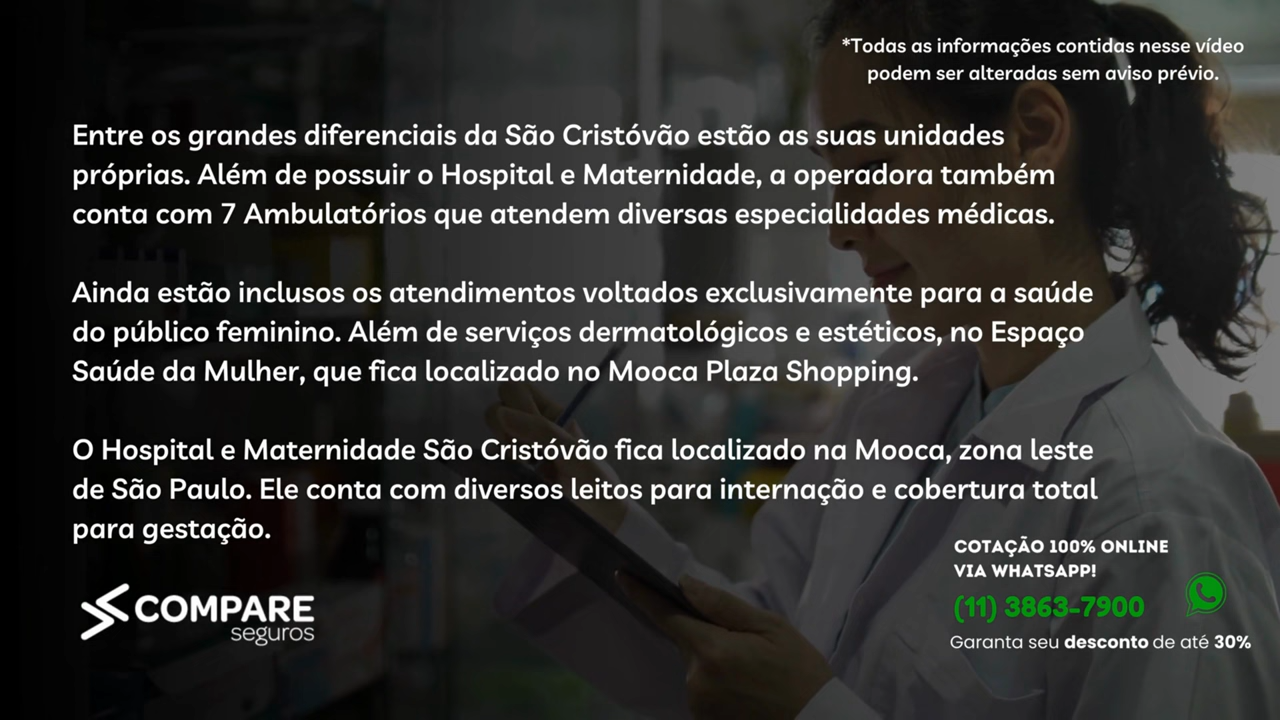 *Todas as informações contidas nesse vídeo
podem ser alteradas sem aviso prévio.
Entre os grandes diferenciais da São Cristóvão estão as suas unidades
próprias. Além de possuir o Hospital e Maternidade, a operadora também
conta com 7 Ambulatórios que atendem diversas especialidades médicas.
Ainda estão inclusos os atendimentos voltados exclusivamente para a saúde
do público feminino. Além de serviços dermatológicos e estéticos, no Espaço
Saúde da Mulher, que fica localizado no Mooca Plaza Shopping.
O Hospital e Maternidade São Cristóvão fica localizado na Mooca, zona leste
de São Paulo. Ele conta com diversos leitos para internação e cobertura total
para gestação.
COMPARE
seguros
COTAÇÃO 100% ONLINE
VIA WHATSAPP!
(11) 3863-7900
Garanta seu desconto de até 30%